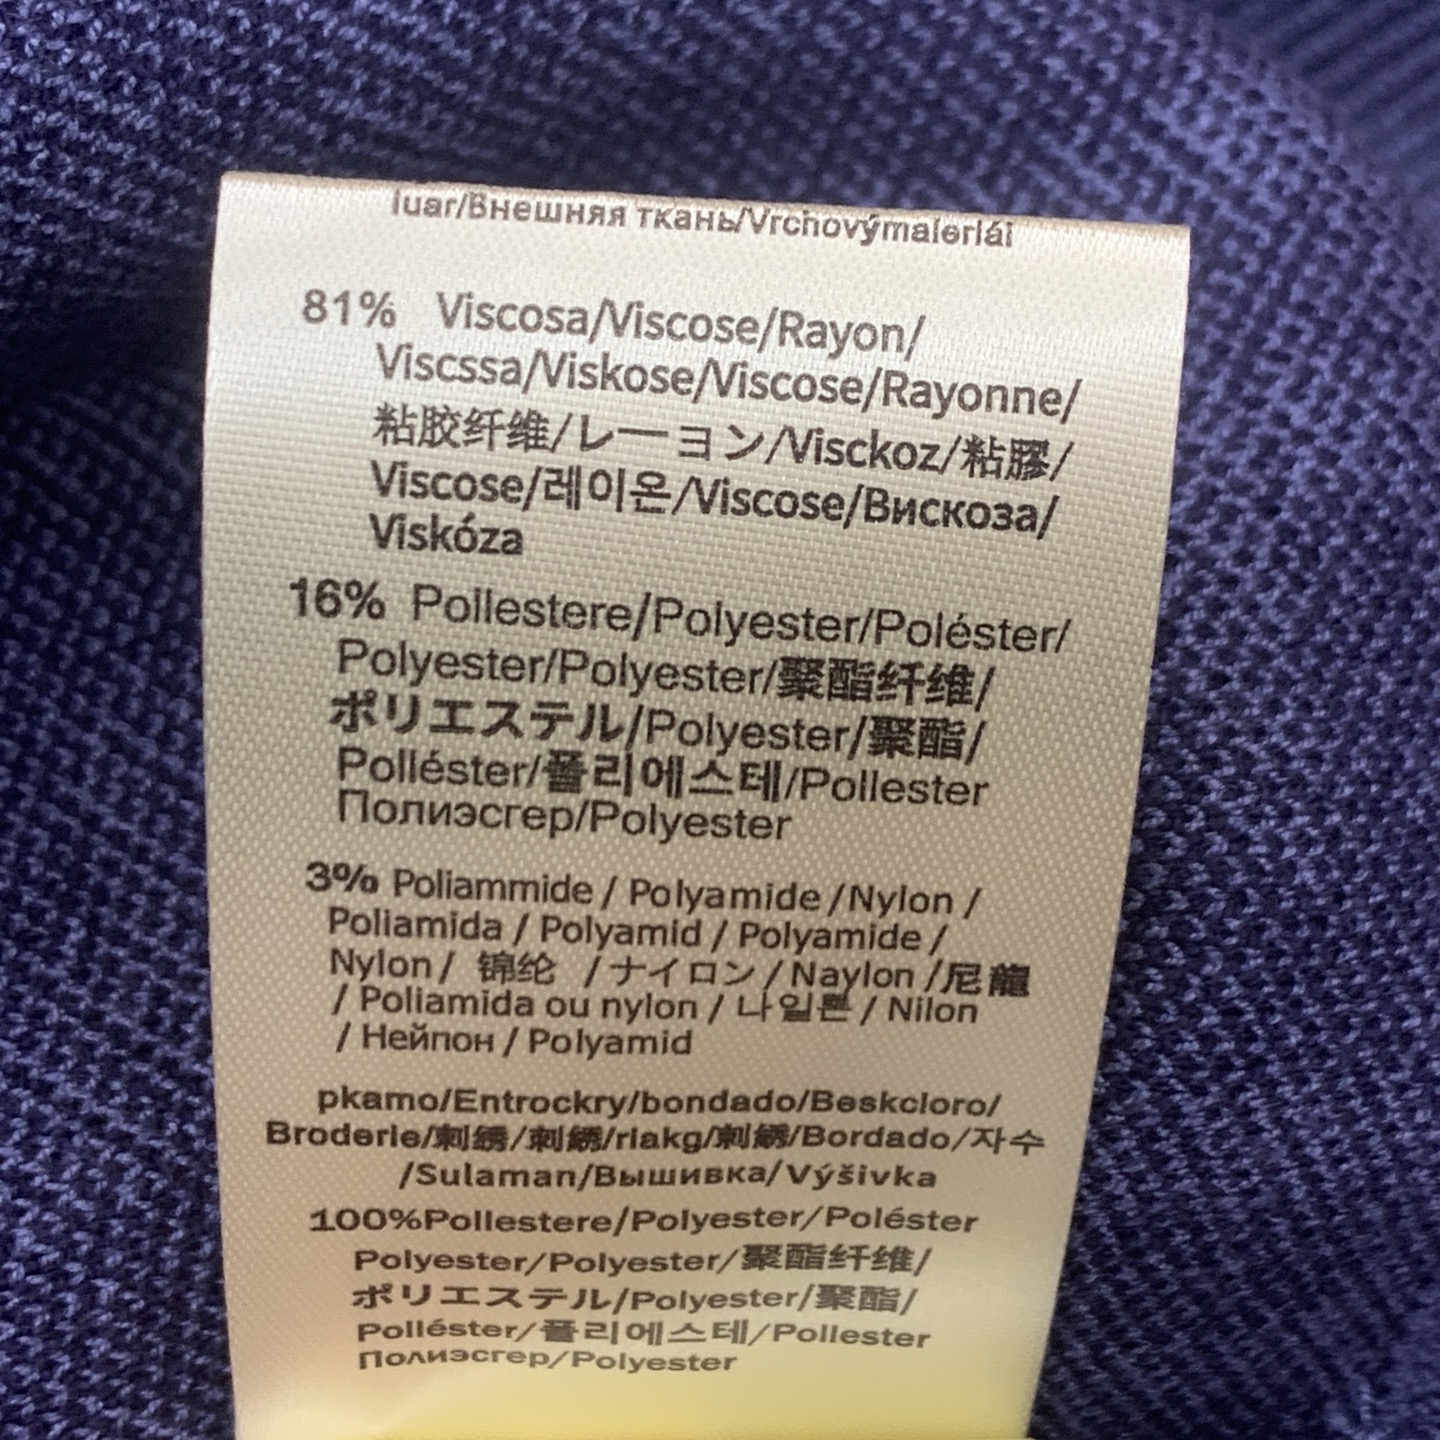 luar/Внешняя ткань/Vrchovýmalerlál
81% Viscosa/Viscose/Rayon/
Viscssa/Viskose/Viscose/Rayonne/
粘胶纤维/レーヨン/Visckoz/粘膠/
Viscose/레이온/Viscose/Вискоза/
Viskóza
16% Pollestere/Polyester/Poléster/
Polyester/Polyester/聚酯纤维/
ポリエステル/Polyester/聚酯/
Polléster/폴리에스테/Pollester
Полиэсгер/Polyester
3% Poliammide / Polyamide /Nylon /
Poliamida / Polyamid / Polyamide /
Nylon / 锦纶 / ナイロン / Naylon /尼龍
/ Poliamida ou nylon / 나일론 / Nilon
/ Нейпон / Polyamid
pkamo/Entrockry/bondado/Beskcloro/
Broderle/刺綉/刺綉/rlakg/刺綉/Bordado/자수
/Sulaman/Вышивка/Výšivka
100%Pollestere/Polyester/Poléster
Polyester/Polyester/聚酯纤维/
ポリエステル/Polyester/聚酯/
Polléster/폴리에스테/Pollester
Полиэсгер/Polyester